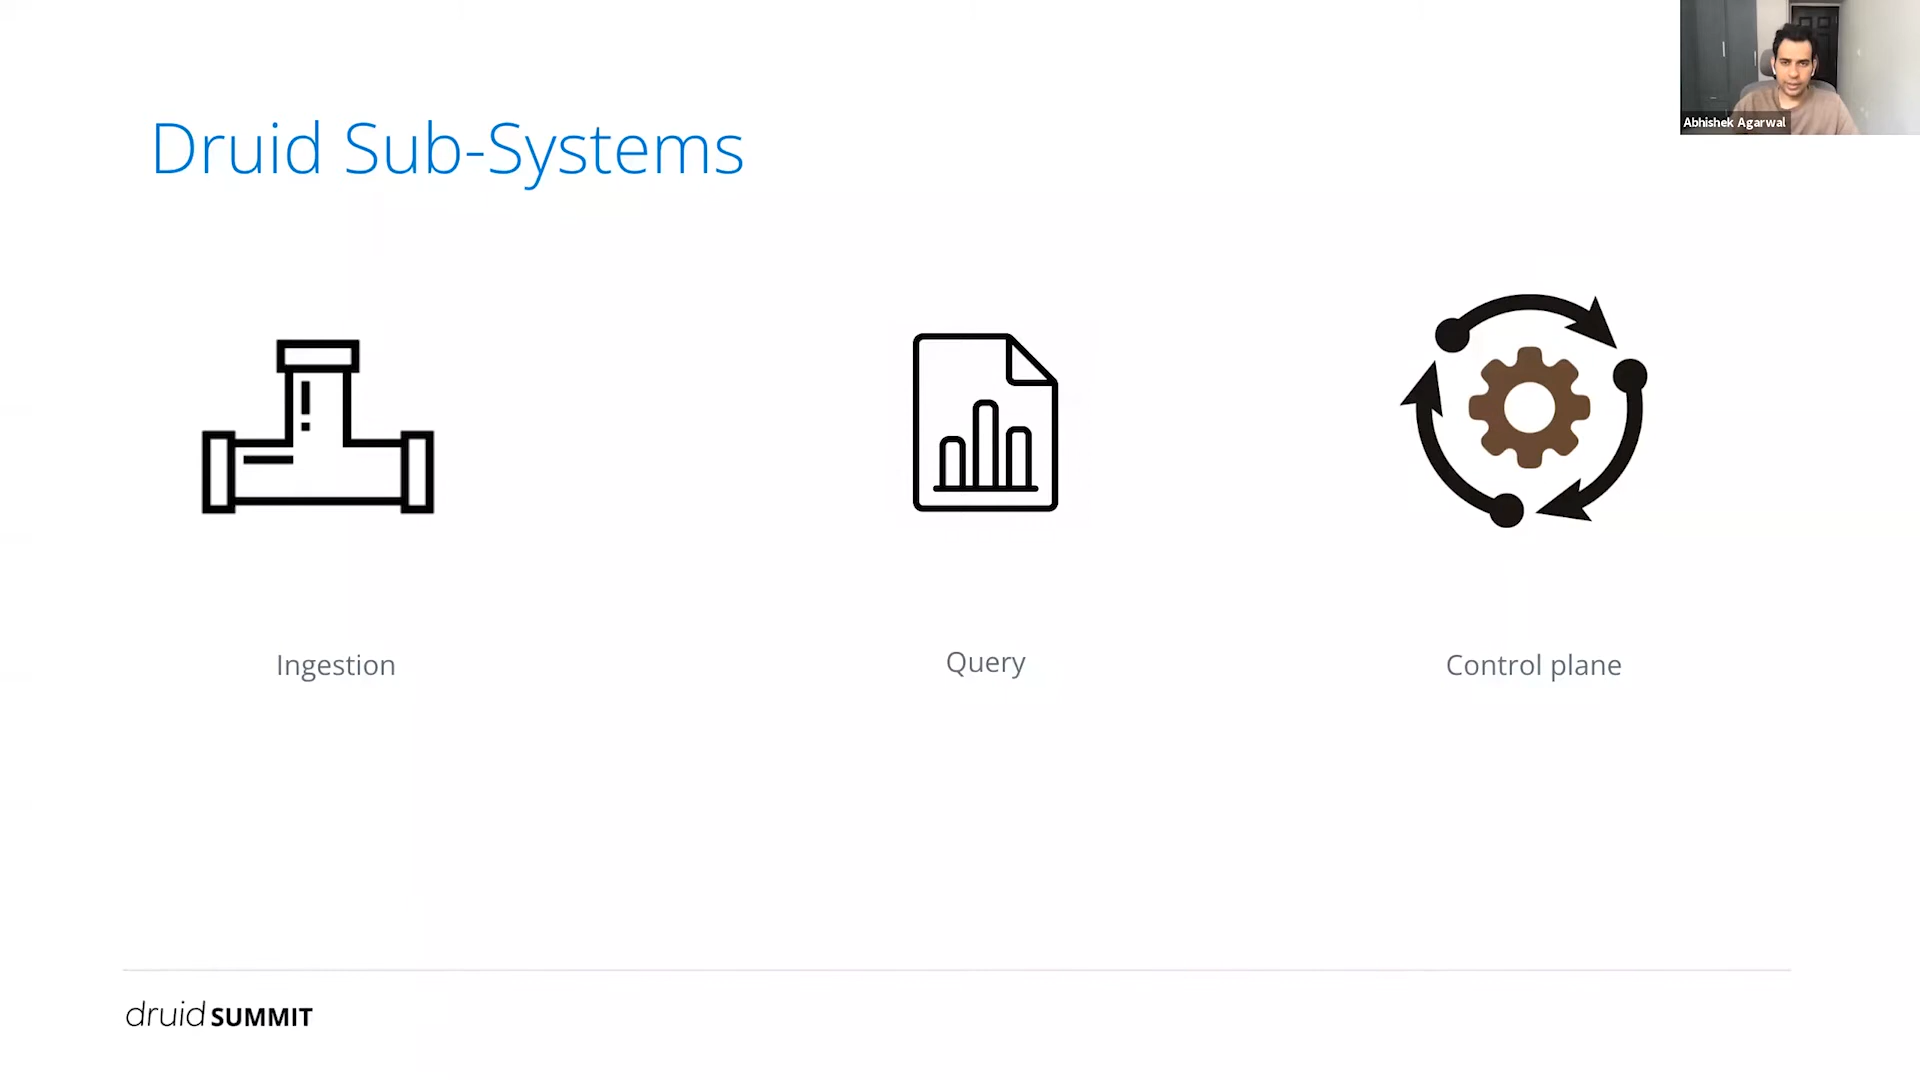 Abhishek Agarwal
Druid Sub-Systems
Ingestion
Query
Control plane
druid SUMMIT